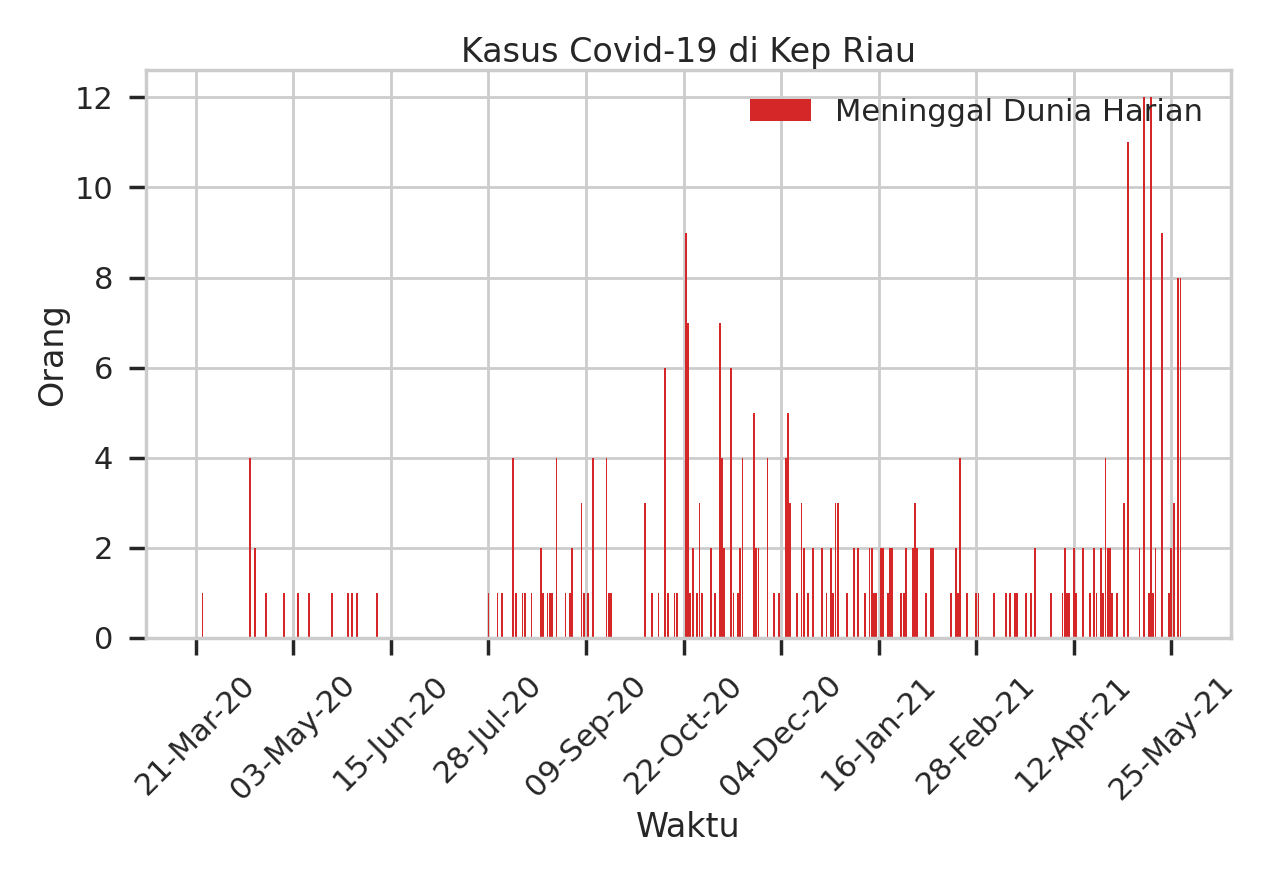 Kasus Covid-19 di Kep Riau
Meninggal Dunia Harian
12
10
8
6
4
2
0
Orang
21-Mar-20
03-May-20
15-Jun-20
28-Jul-20
09-Sep-20
22-Oct-20
04-Dec-20
16-Jan-21
28-Feb-21
12-Apr-21
25-May-21
Waktu